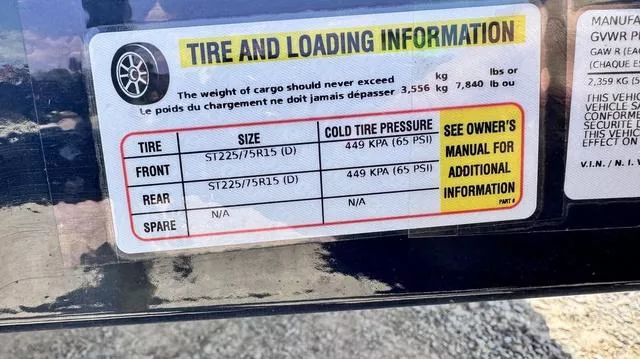 TIRE AND LOADING INFORMATION
The weight of cargo should never exceed kg lbs or
Le poids du chargement ne doit jamais dépasser 3,556 kg 7,840 lb ou
TIRE SIZE COLD TIRE PRESSURE
FRONT ST225/75R15 (D) 449 KPA (65 PSI)
REAR ST225/75R15 (D) 449 KPA (65 PSI)
SPARE N/A N/A
SEE OWNER'S
MANUAL FOR
ADDITIONAL
INFORMATION
PART #
MANUFA
GVWR
GAW R (EA
(CHAQUE ES
2,359 KG (5
THIS VEHIC
VEHICLE SA
CONFORME
SECURITE D
THIS VEHIC
EFFECT ON
V.I.N. / N. I. V